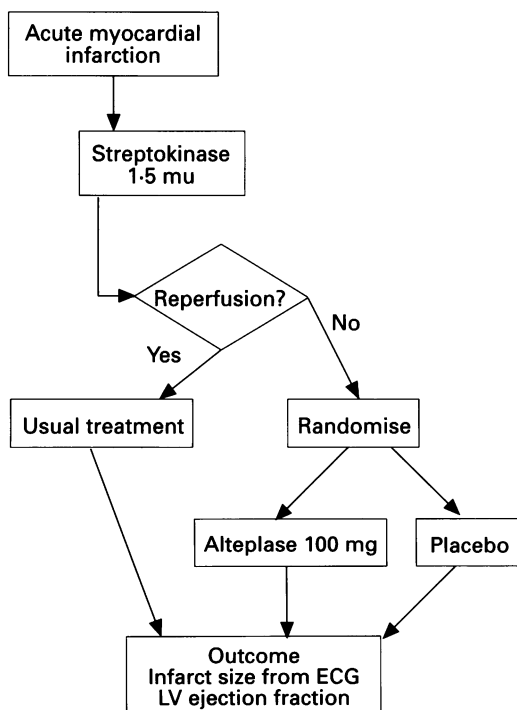 Acute myocardial
infarction
Streptokinase
1·5 mu
Reperfusion?
No
Yes
Usual treatment
Randomise
Alteplase 100 mg
Placebo
Outcome
Infarct size from ECG
LV ejection fraction